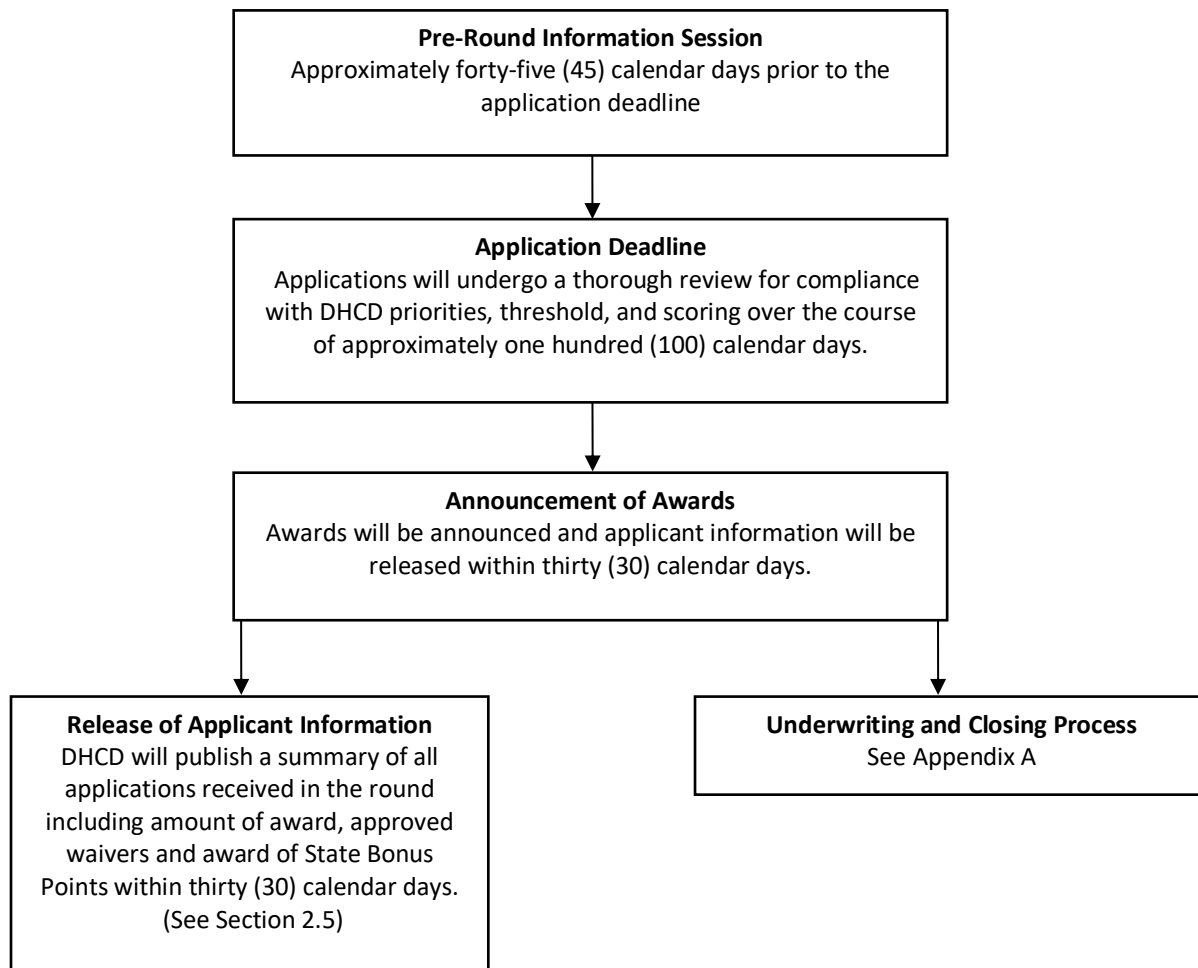 Pre-Round Information Session
Approximately forty-five (45) calendar days prior to the
application deadline
Application Deadline
Applications will undergo a thorough review for compliance
with DHCD priorities, threshold, and scoring over the course
of approximately one hundred (100) calendar days.
Announcement of Awards
Awards will be announced and applicant information will be
released within thirty (30) calendar days.
Release of Applicant Information
DHCD will publish a summary of all
applications received in the round
including amount of award, approved
waivers and award of State Bonus
Points within thirty (30) calendar days.
(See Section 2.5)
Underwriting and Closing Process
See Appendix A